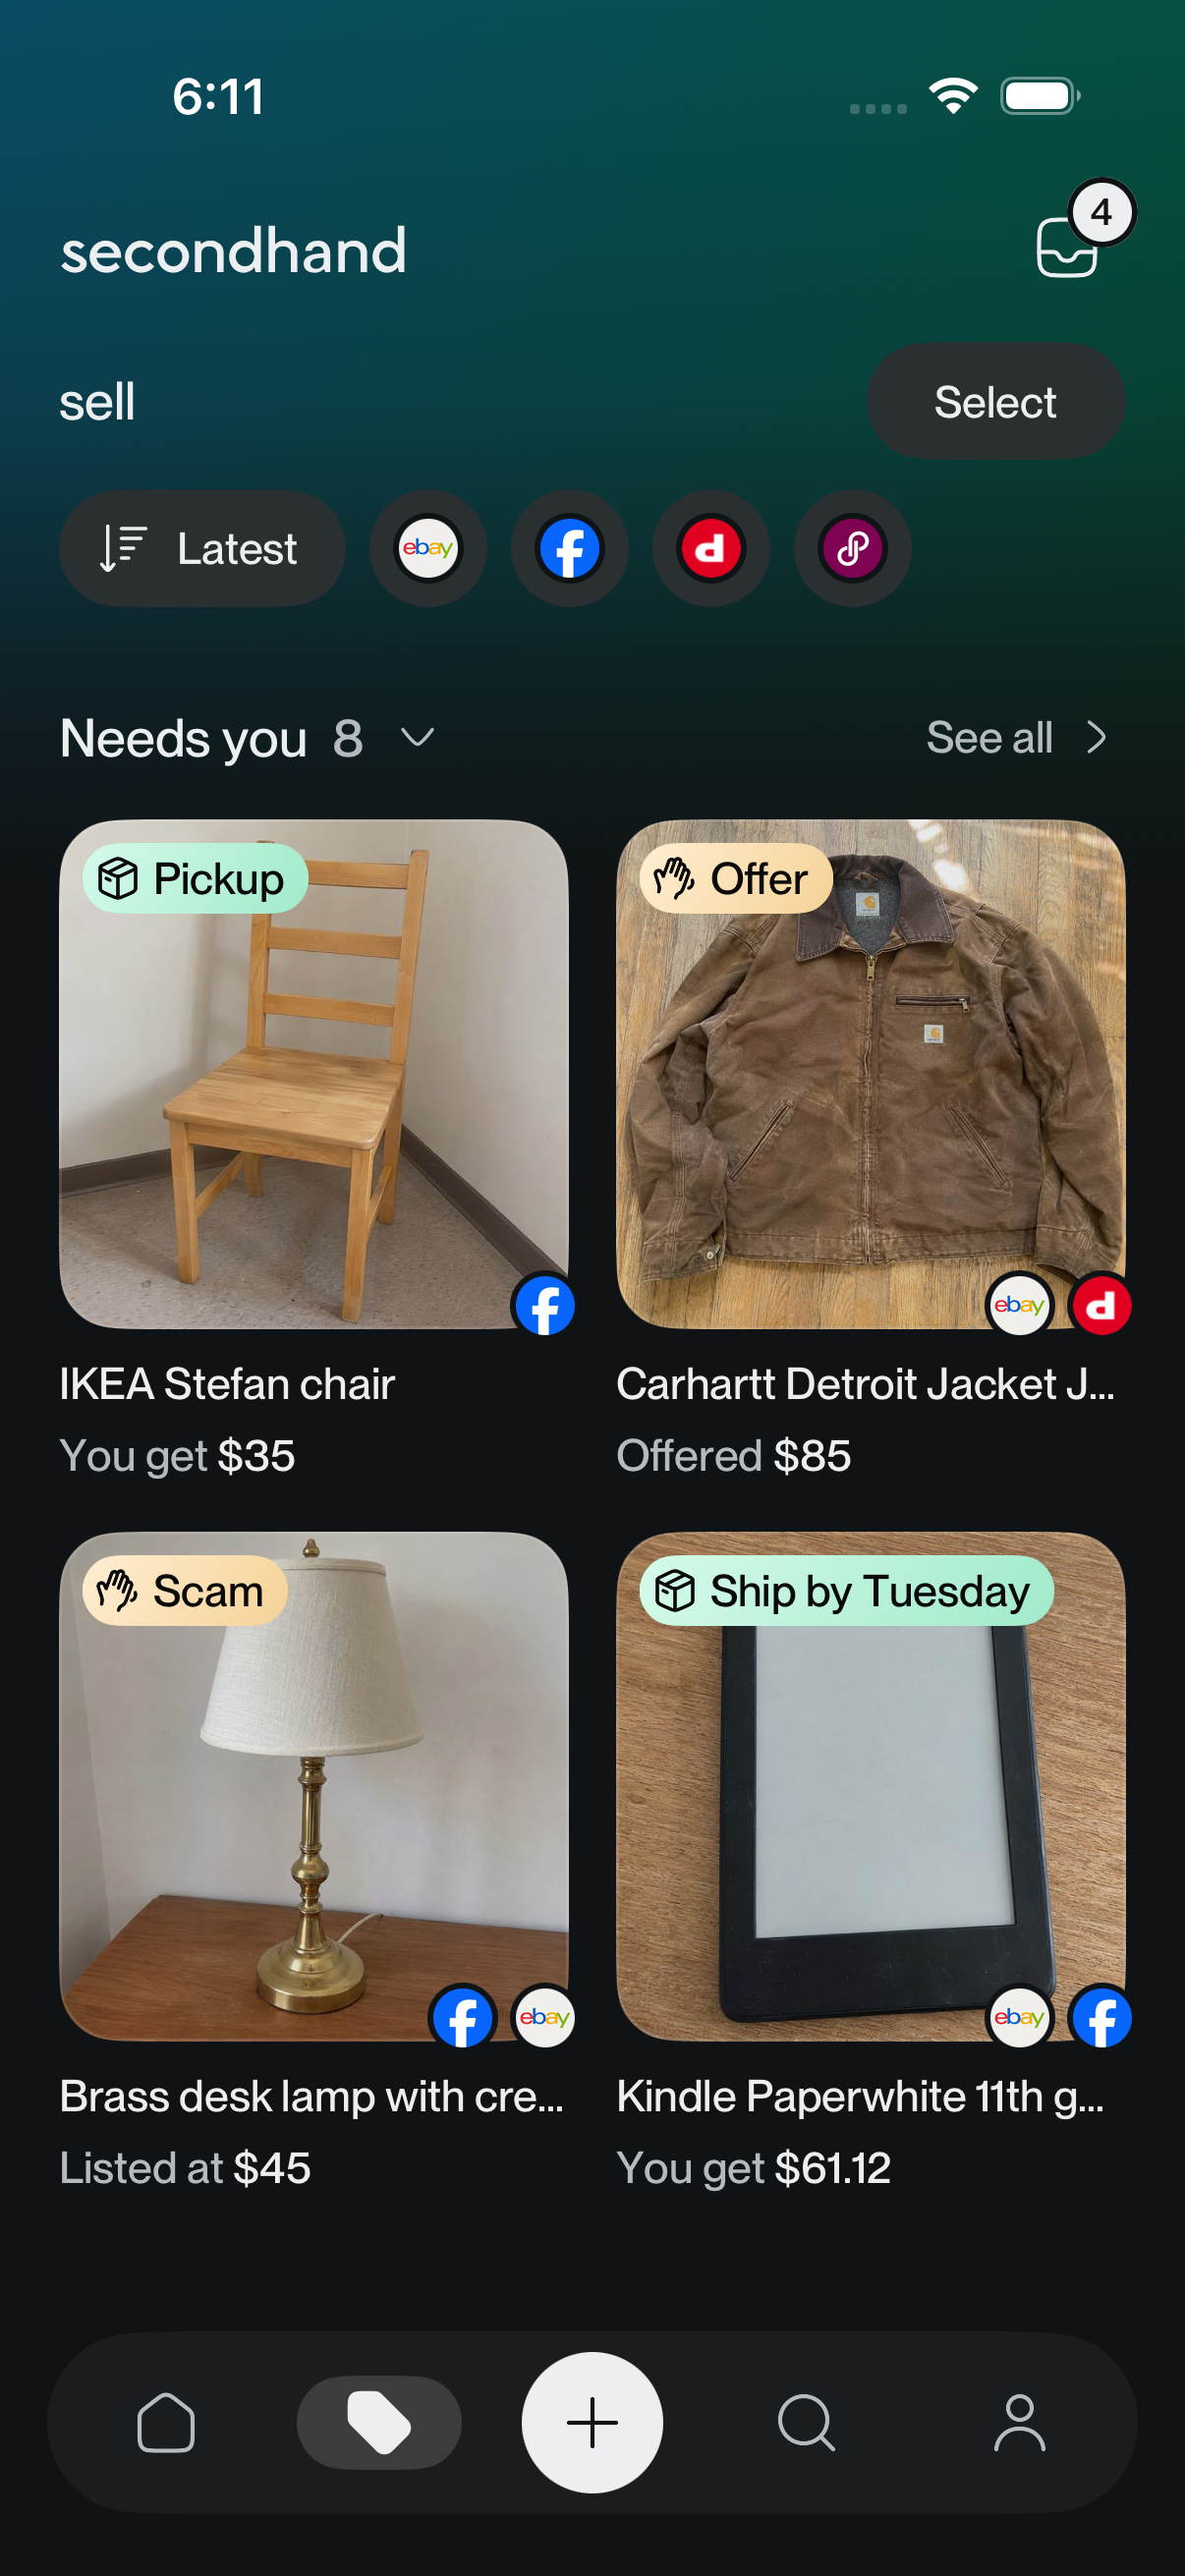 6:11
4
secondhand
sell
Select
Latest
ebay
Needs you 8
See all
Pickup
Offer
ebay
IKEA Stefan chair
Carhartt Detroit Jacket J...
You get $35
Offered $85
Scam
Ship by Tuesday
ebay
ebay
Brass desk lamp with cre...
Kindle Paperwhite 11th g...
Listed at $45
You get $61.12